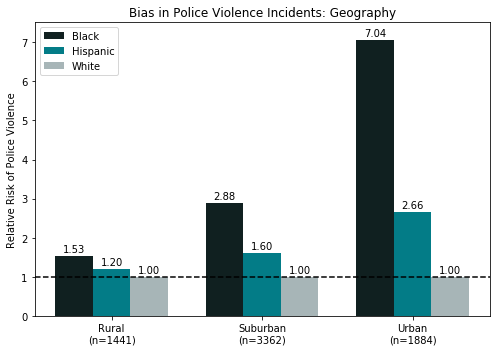 Bias in Police Violence Incidents: Geography
Relative Risk of Police Violence
7
6
5
4
3
2
1
0
Black
Hispanic
White
1.53
1.20
1.00
2.88
1.60
1.00
7.04
2.66
1.00
Rural
(n=1441)
Suburban
(n=3362)
Urban
(n=1884)